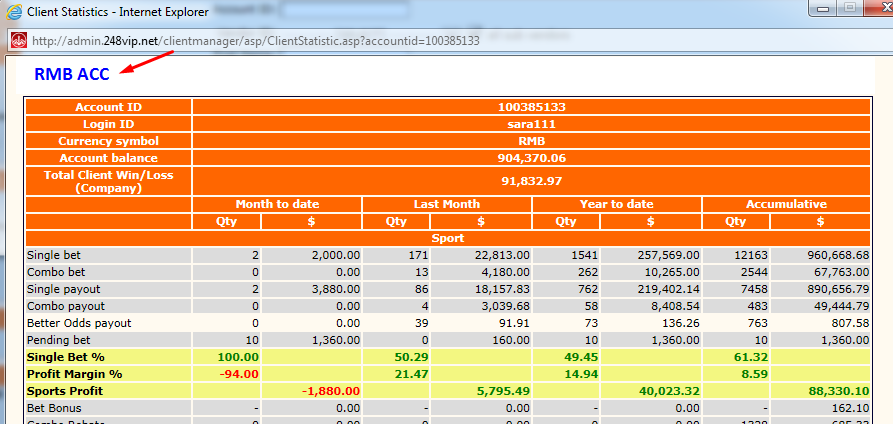 Client Statistics - Internet Explorer
http://admin.248vip.net/clientmanager/asp/ClientStatistic.asp?accountid=100385133
RMB ACC
Account ID 100385133
Login ID sara111
Currency symbol RMB
Account balance 904,370.06
Total Client Win/Loss (Company) 91,832.97
Month to date Last Month Year to date Accumulative
Qty $ Qty $ Qty $ Qty $
Sport
Single bet 2 2,000.00 171 22,813.00 1541 257,569.00 12163 960,668.68
Combo bet 0 0.00 13 4,180.00 262 10,265.00 2544 67,763.00
Single payout 2 3,880.00 86 18,157.83 762 219,402.14 7458 890,656.79
Combo payout 0 0.00 4 3,039.68 58 8,408.54 483 49,444.79
Better Odds payout 0 0.00 39 91.91 73 136.26 763 807.58
Pending bet 10 1,360.00 0 160.00 10 1,360.00 10 1,360.00
Single Bet % 100.00 50.29 49.45 61.32
Profit Margin % -94.00 21.47 14.94 8.59
Sports Profit -1,880.00 5,795.49 40,023.32 88,330.10
Bet Bonus - 0.00 - 0.00 - 0.00 - 162.10